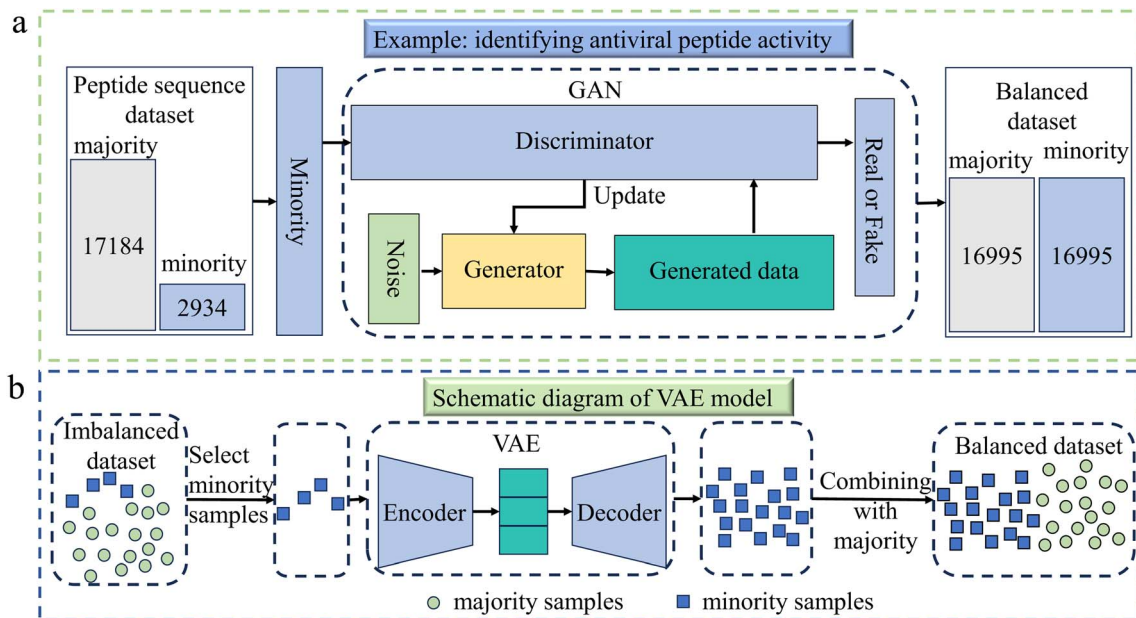 a
Example: identifying antiviral peptide activity
Peptide sequence
dataset
majority
17184
minority
2934
Minority
GAN
Discriminator
Update
Noise
Generator
Generated data
Real or Fake
Balanced
dataset
majority
minority
16995
16995
b
Schematic diagram of VAE model
Imbalanced
dataset
Select
minority
samples
VAE
Encoder
Decoder
Combining
with
majority
Balanced dataset
majority samples
minority samples